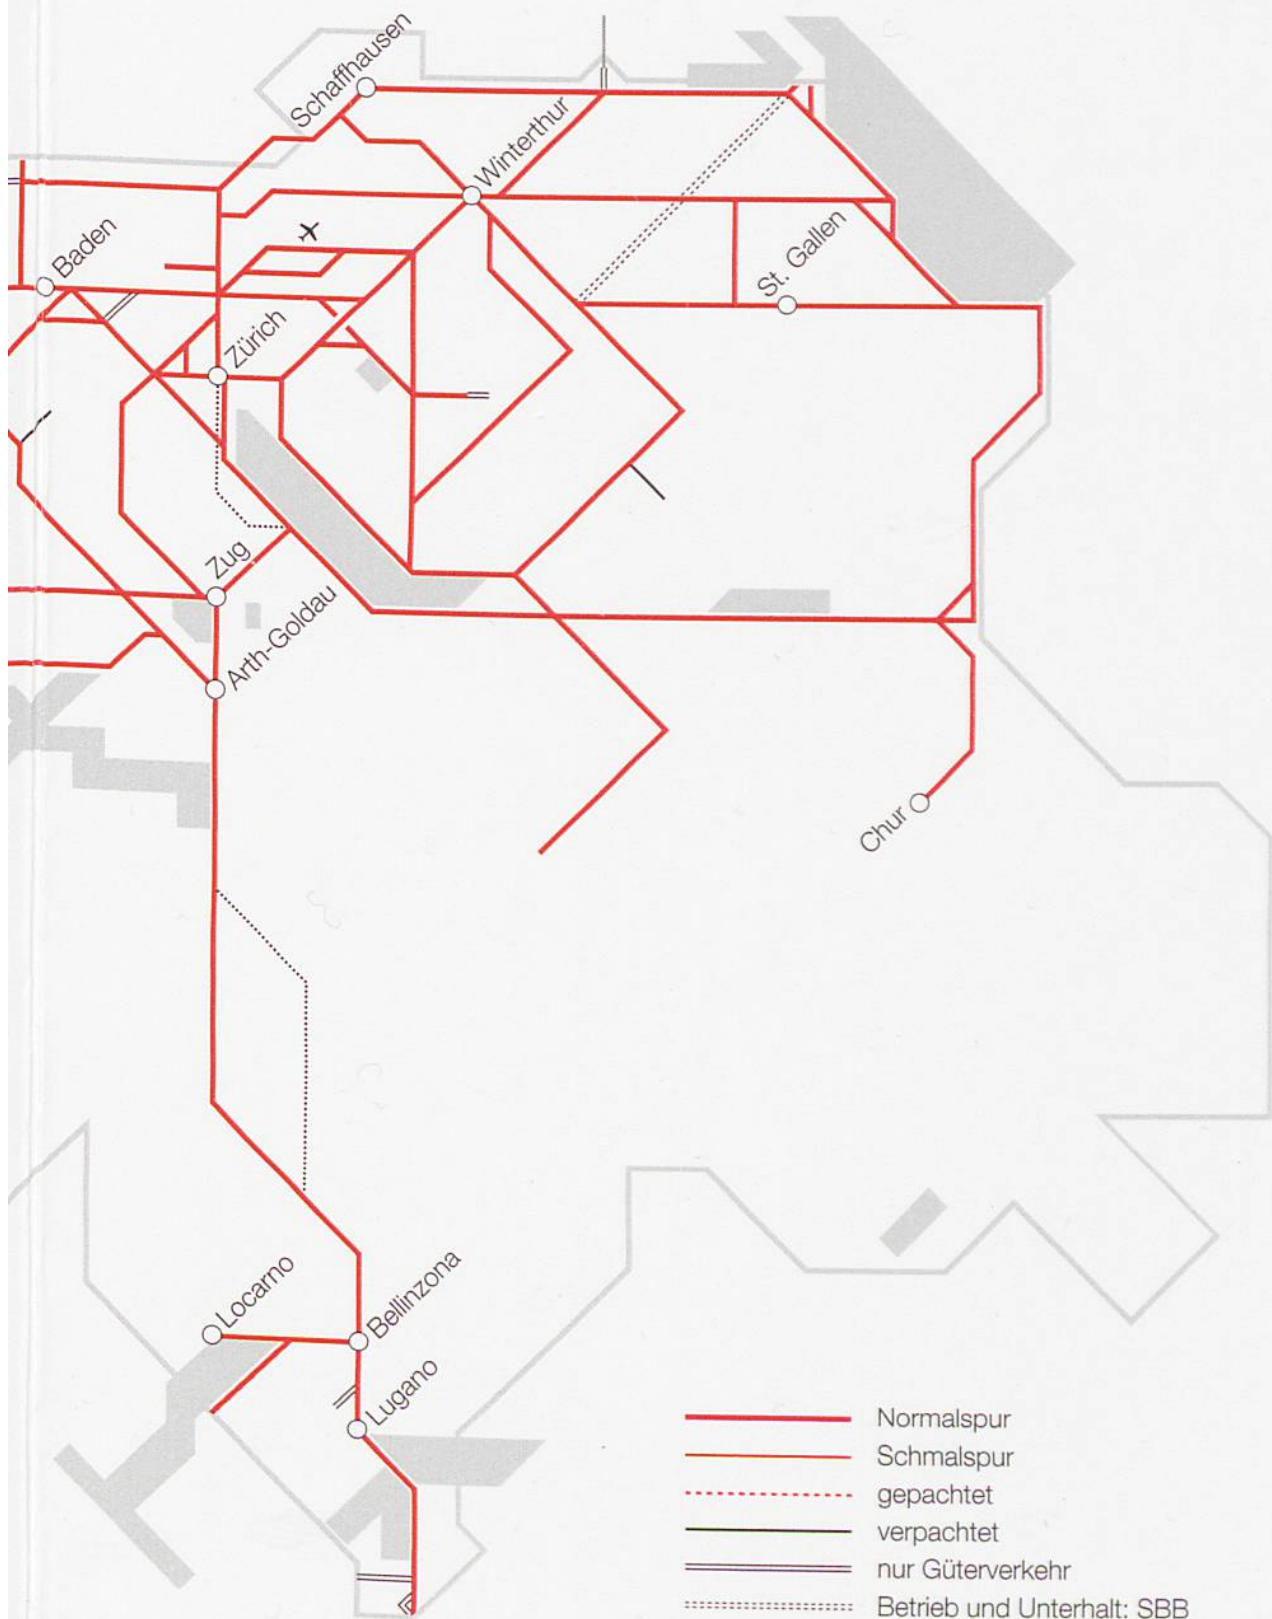 Schaffhausen
Winterthur
Baden
St. Gallen
Zürich
Zug
Arth-Goldau
Chur
Locarno
Bellinzona
Lugano
Normalspur
Schmalspur
gepachtet
verpachtet
nur Güterverkehr
Betrieb und Unterhalt: SBB